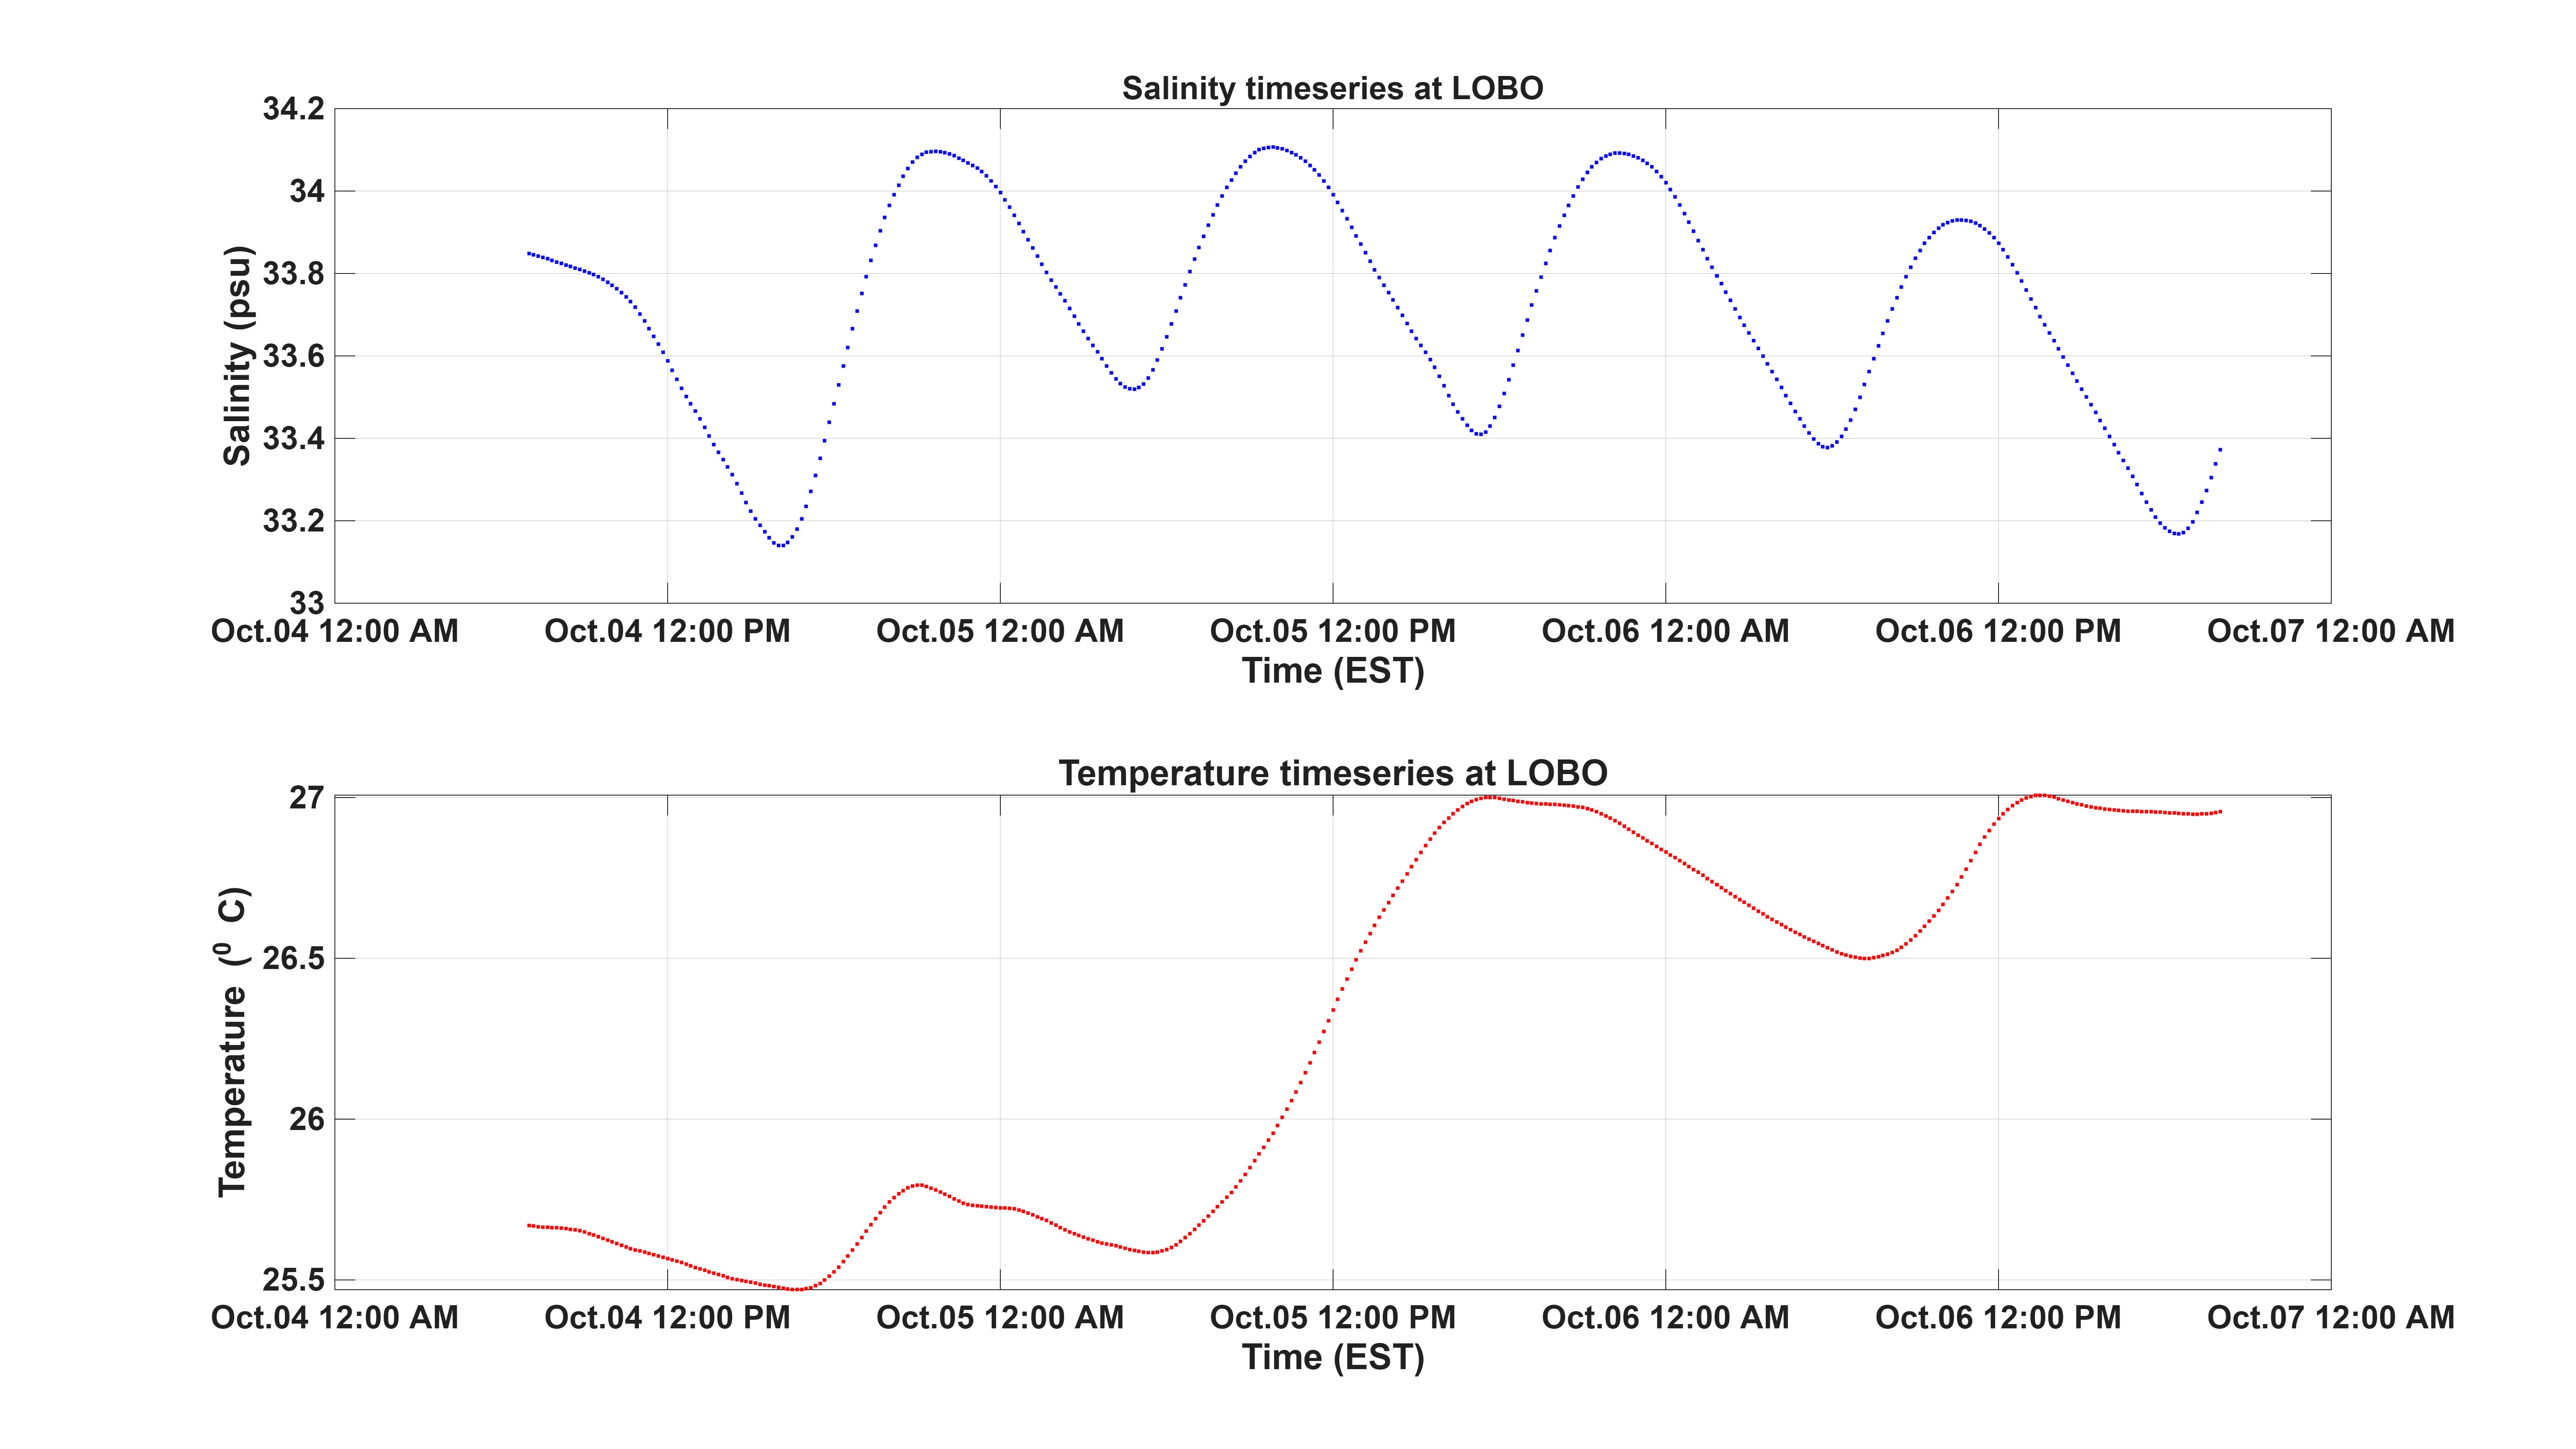 Salinity timeseries at LOBO
34.2
34
33.8
33.6
33.4
33.2
33
Salinity (psu)
Oct.04 12:00 AM Oct.04 12:00 PM Oct.05 12:00 AM Oct.05 12:00 PM Oct.06 12:00 AM Oct.06 12:00 PM Oct.07 12:00 AM
Time (EST)
Temperature timeseries at LOBO
27
26.5
26
25.5
Temperature (⁰ C)
Oct.04 12:00 AM Oct.04 12:00 PM Oct.05 12:00 AM Oct.05 12:00 PM Oct.06 12:00 AM Oct.06 12:00 PM Oct.07 12:00 AM
Time (EST)